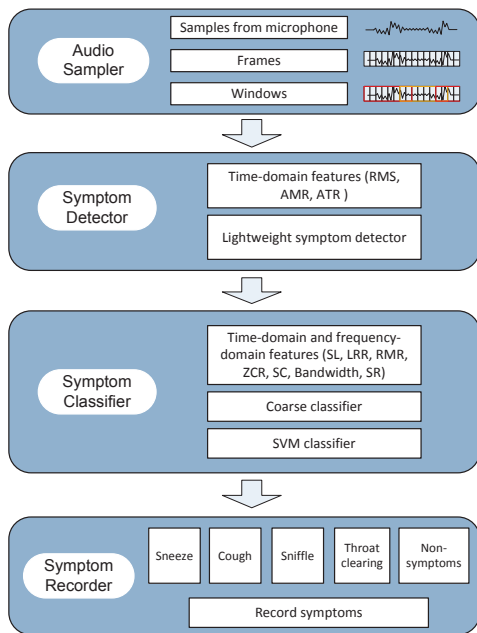 Audio
Sampler
Samples from microphone
Frames
Windows
Symptom
Detector
Time-domain features (RMS,
AMR, ATR )
Lightweight symptom detector
Symptom
Classifier
Time-domain and frequency-
domain features (SL, LRR, RMR,
ZCR, SC, Bandwidth, SR)
Coarse classifier
SVM classifier
Symptom
Recorder
Sneeze
Cough
Sniffle
Throat
clearing
Non-
symptoms
Record symptoms